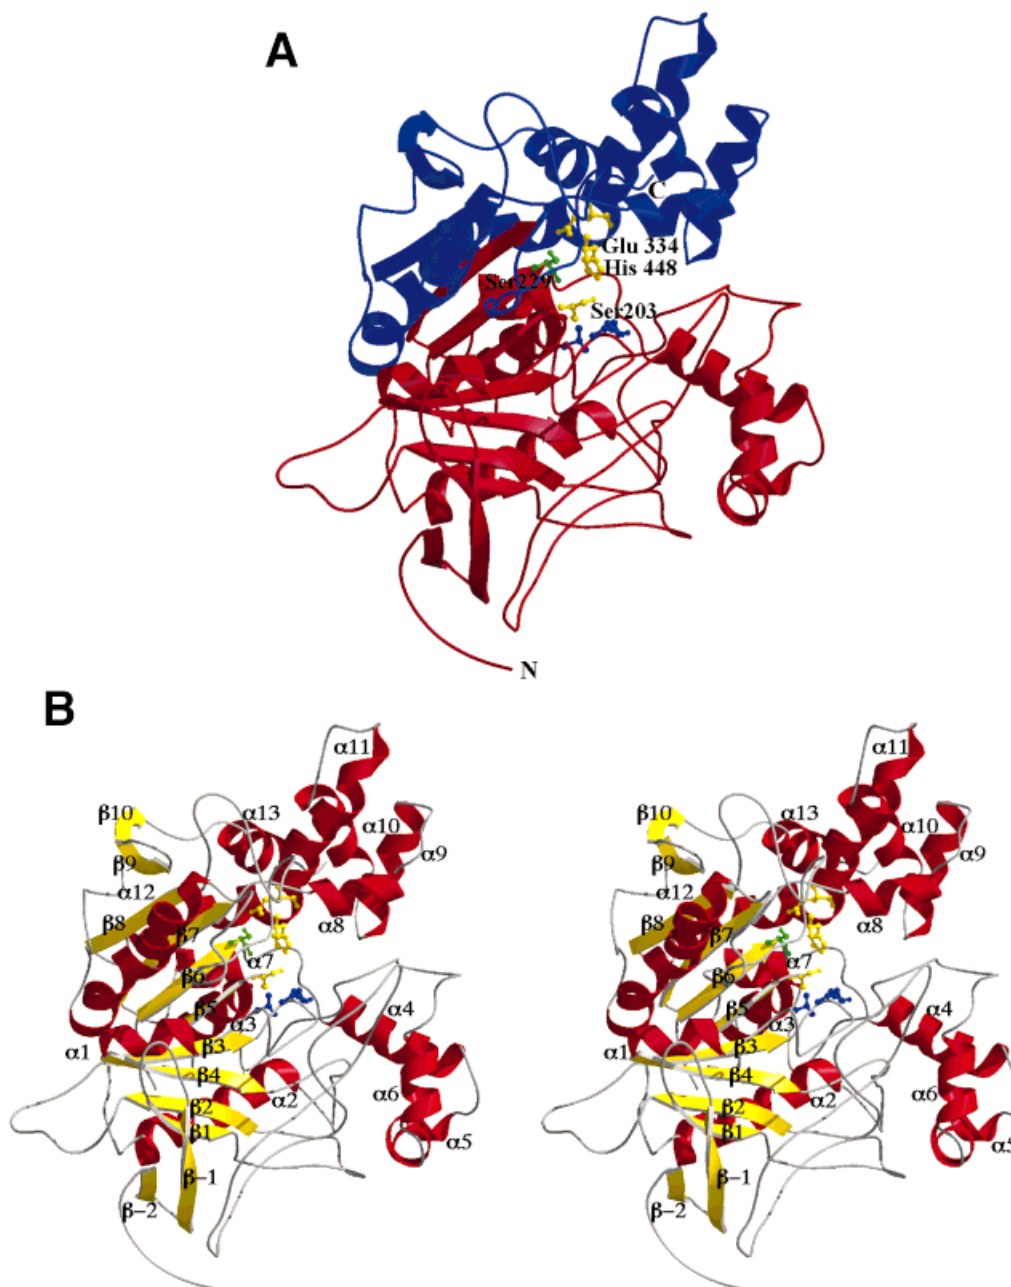 A
C
Glu 334
Ser229 His 448
Ser203
N
B
α11 α11
β10 α13 β10 α13
α10 α10
β9 α9 β9 α9
α12 α12
β8 β7 α8 β8 β7 α8
β6 α7 β6 α7
β5 α3 α4 β5 α3 α4
α1 β3 α1 β3
β4 α2 α6 β4 α2 α6
β2 β2
β1 α5 β1 α5
β-1 β-1
β-2 β-2